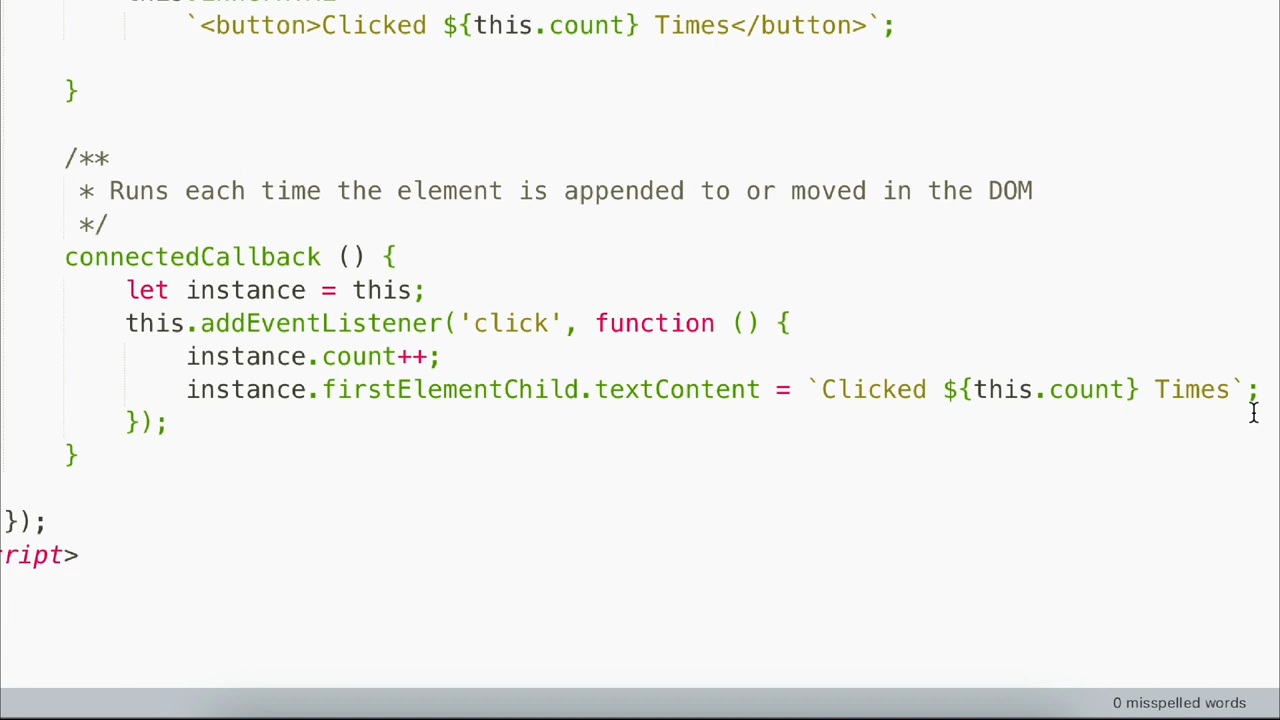 `<button>Clicked ${this.count} Times</button>`;
}
/**
* Runs each time the element is appended to or moved in the DOM
*/
connectedCallback () {
let instance = this;
this.addEventListener('click', function () {
instance.count++;
instance.firstElementChild.textContent = `Clicked ${this.count} Times`;
});
}
});
ript>
0 misspelled words